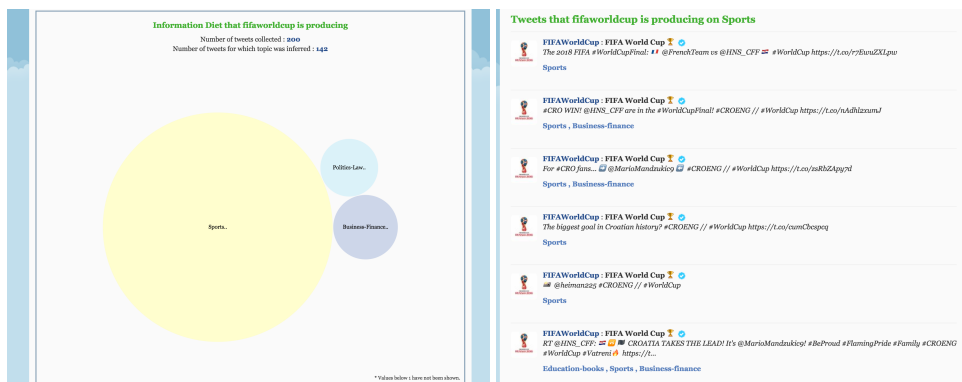 Information Diet that fifaworldcup is producing
Number of tweets collected : 200
Number of tweets for which topic was inferred : 142
Sports..
Politics-Law..
Business-Finance..
* Values below 1 have not been shown.
Tweets that fifaworldcup is producing on Sports
FIFAWorldCup : FIFA World Cup 🏆
The 2018 FIFA #WorldCupFinal: 🇫🇷 @FrenchTeam vs @HNS_CFF 🇭🇷 #WorldCup https://t.co/r7EwuZXLpw
Sports
FIFAWorldCup : FIFA World Cup 🏆
#CRO WIN! @HNS_CFF are in the #WorldCupFinal! #CROENG // #WorldCup https://t.co/nAdhl2xumJ
Sports , Business-finance
FIFAWorldCup : FIFA World Cup 🏆
For #CRO fans... @MarioMandzukic9 #CROENG // #WorldCup https://t.co/zsRhZApy7d
Sports , Business-finance
FIFAWorldCup : FIFA World Cup 🏆
The biggest goal in Croatian history? #CROENG // #WorldCup https://t.co/cumCbcspcq
Sports
FIFAWorldCup : FIFA World Cup 🏆
@heiman225 #CROENG // #WorldCup
Sports
FIFAWorldCup : FIFA World Cup 🏆
RT @HNS_CFF: CROATIA TAKES THE LEAD! It's @MarioMandzukic9! #BeProud #FlamingPride #Family #CROENG
#WorldCup #Vatreni🔥 https://t...
Education-books , Sports , Business-finance